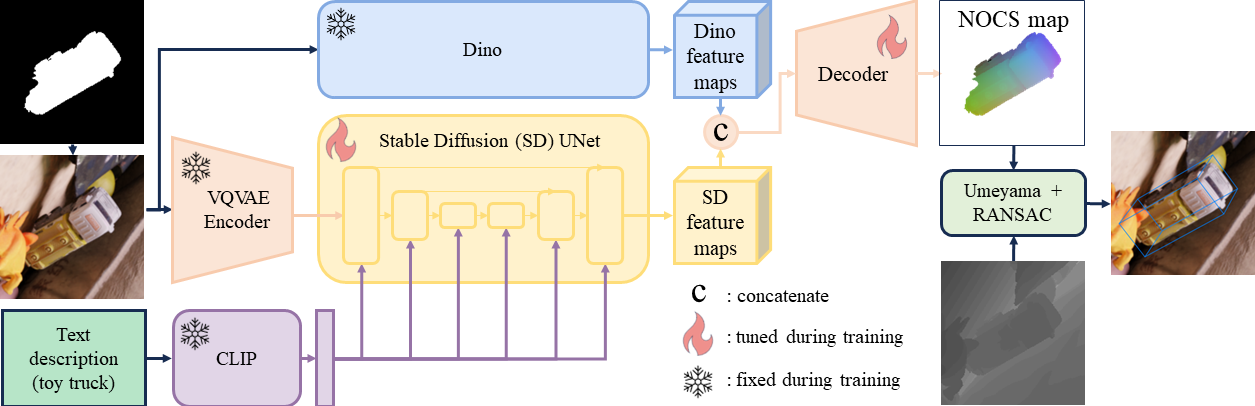 Dino
Dino
feature
maps
C
Decoder
NOCS map
VQVAE
Encoder
Stable Diffusion (SD) UNet
SD
feature
maps
Umeyama +
RANSAC
Text
description
(toy truck)
CLIP
C : concatenate
: tuned during training
: fixed during training